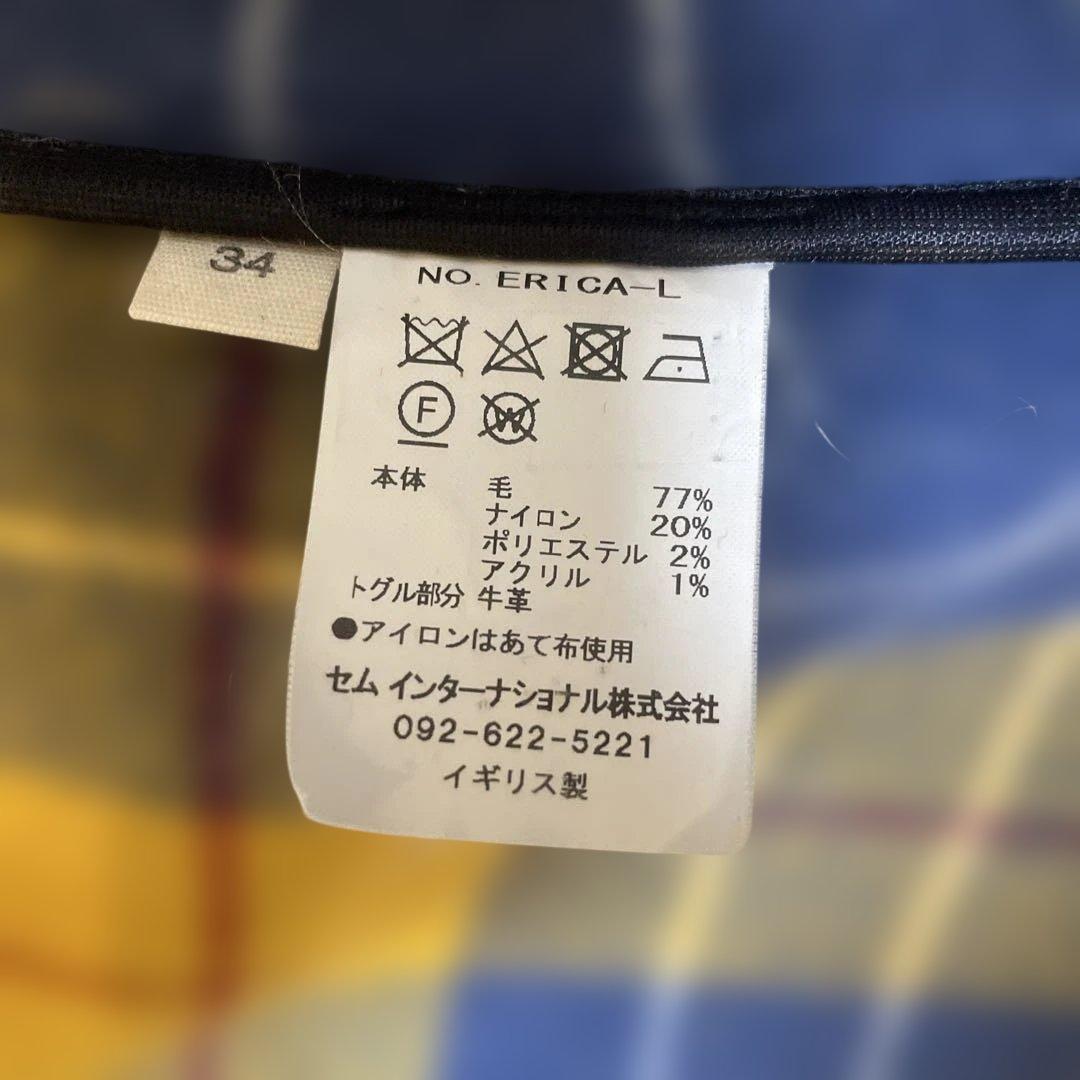 34
NO. ERICA-L
F W
本体 毛 77%
ナイロン 20%
ポリエステル 2%
アクリル 1%
トグル部分 牛革
●アイロンはあて布使用
セム インターナショナル株式会社
092-622-5221
イギリス製